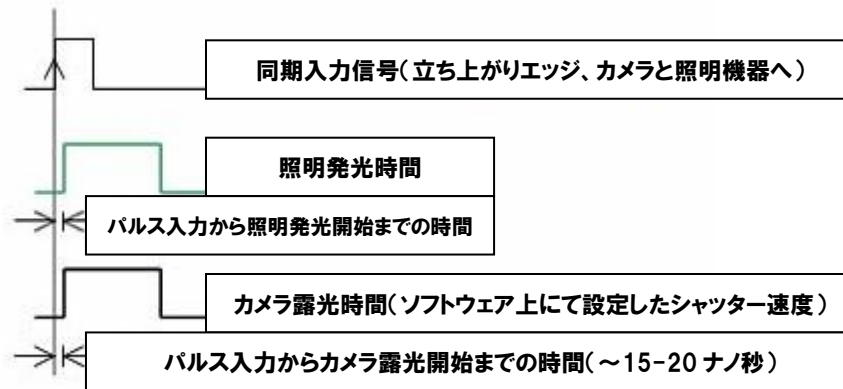 同期入力信号(立ち上がりエッジ、カメラと照明機器へ)
照明発光時間
パルス入力から照明発光開始までの時間
カメラ露光時間(ソフトウェア上にて設定したシャッター速度)
パルス入力からカメラ露光開始までの時間(~15-20 ナノ秒)